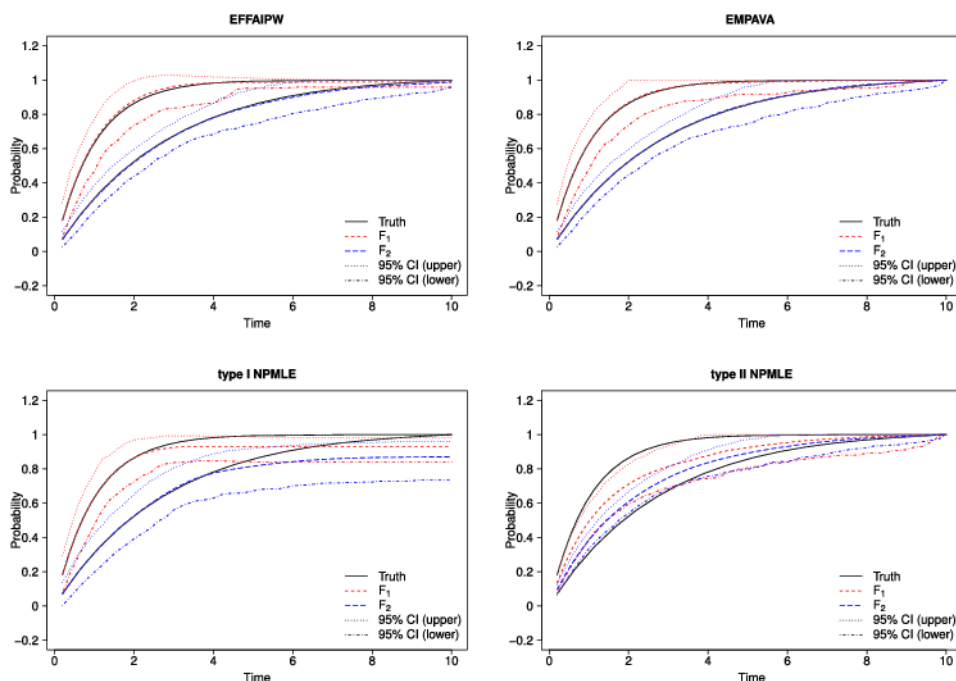 EFFAIPW
1.2
1
0.8
0.6
0.4
0.2
0
−0.2
Probability
Truth
F1
F2
95% CI (upper)
95% CI (lower)
0 2 4 6 8 10
Time
EMPAVA
1.2
1
0.8
0.6
0.4
0.2
0
−0.2
Probability
Truth
F1
F2
95% CI (upper)
95% CI (lower)
0 2 4 6 8 10
Time
type I NPMLE
1.2
1
0.8
0.6
0.4
0.2
0
−0.2
Probability
Truth
F1
F2
95% CI (upper)
95% CI (lower)
0 2 4 6 8 10
Time
type II NPMLE
1.2
1
0.8
0.6
0.4
0.2
0
−0.2
Probability
Truth
F1
F2
95% CI (upper)
95% CI (lower)
0 2 4 6 8 10
Time